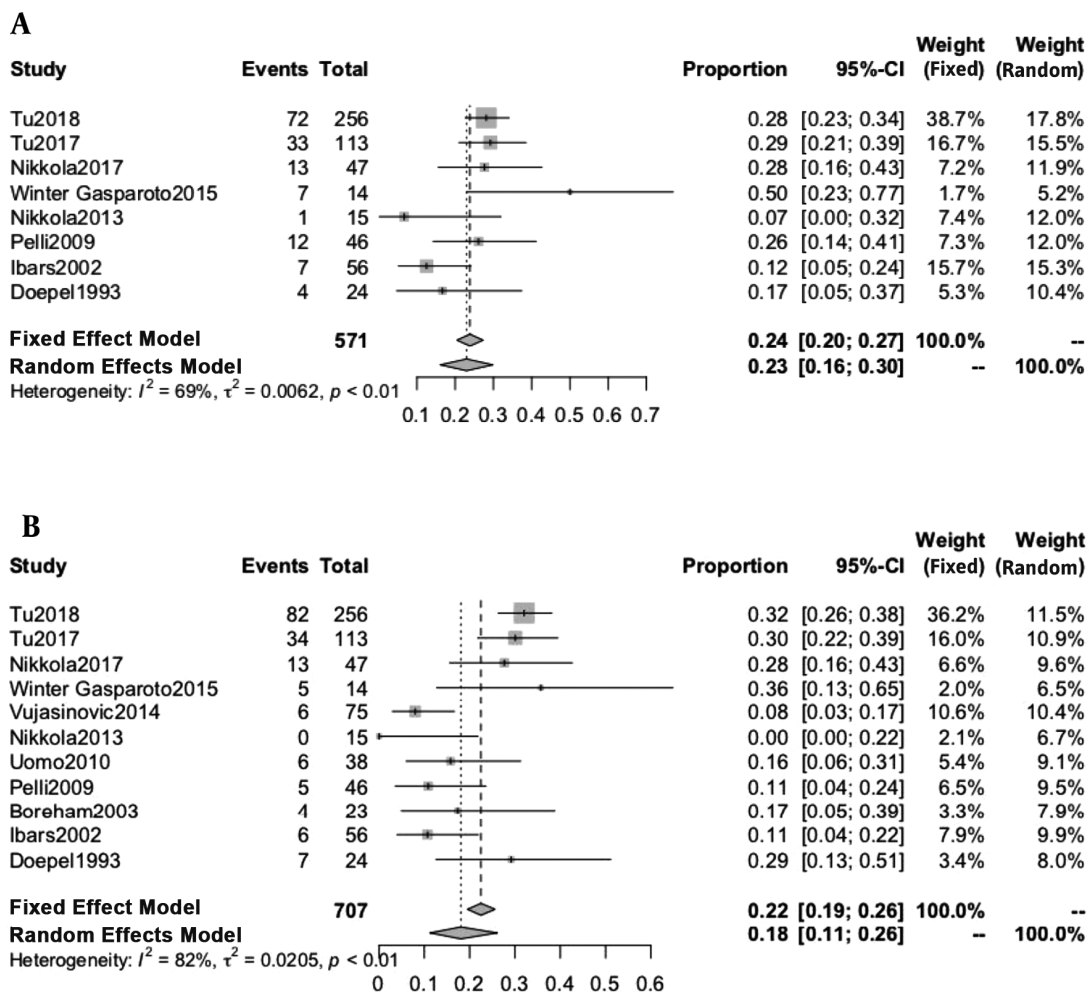 A
Weight Weight
Study Events Total Proportion 95%-CI (Fixed) (Random)
Tu2018 72 256 0.28 [0.23; 0.34] 38.7% 17.8%
Tu2017 33 113 0.29 [0.21; 0.39] 16.7% 15.5%
Nikkola2017 13 47 0.28 [0.16; 0.43] 7.2% 11.9%
Winter Gasparoto2015 7 14 0.50 [0.23; 0.77] 1.7% 5.2%
Nikkola2013 1 15 0.07 [0.00; 0.32] 7.4% 12.0%
Pelli2009 12 46 0.26 [0.14; 0.41] 7.3% 12.0%
Ibars2002 7 56 0.12 [0.05; 0.24] 15.7% 15.3%
Doepel1993 4 24 0.17 [0.05; 0.37] 5.3% 10.4%
Fixed Effect Model 571 0.24 [0.20; 0.27] 100.0% --
Random Effects Model 0.23 [0.16; 0.30] -- 100.0%
Heterogeneity: I² = 69%, τ² = 0.0062, p < 0.01
0.1 0.2 0.3 0.4 0.5 0.6 0.7
B
Weight Weight
Study Events Total Proportion 95%-CI (Fixed) (Random)
Tu2018 82 256 0.32 [0.26; 0.38] 36.2% 11.5%
Tu2017 34 113 0.30 [0.22; 0.39] 16.0% 10.9%
Nikkola2017 13 47 0.28 [0.16; 0.43] 6.6% 9.6%
Winter Gasparoto2015 5 14 0.36 [0.13; 0.65] 2.0% 6.5%
Vujasinovic2014 6 75 0.08 [0.03; 0.17] 10.6% 10.4%
Nikkola2013 0 15 0.00 [0.00; 0.22] 2.1% 6.7%
Uomo2010 6 38 0.16 [0.06; 0.31] 5.4% 9.1%
Pelli2009 5 46 0.11 [0.04; 0.24] 6.5% 9.5%
Boreham2003 4 23 0.17 [0.05; 0.39] 3.3% 7.9%
Ibars2002 6 56 0.11 [0.04; 0.22] 7.9% 9.9%
Doepel1993 7 24 0.29 [0.13; 0.51] 3.4% 8.0%
Fixed Effect Model 707 0.22 [0.19; 0.26] 100.0% --
Random Effects Model 0.18 [0.11; 0.26] -- 100.0%
Heterogeneity: I² = 82%, τ² = 0.0205, p < 0.01
0 0.1 0.2 0.3 0.4 0.5 0.6